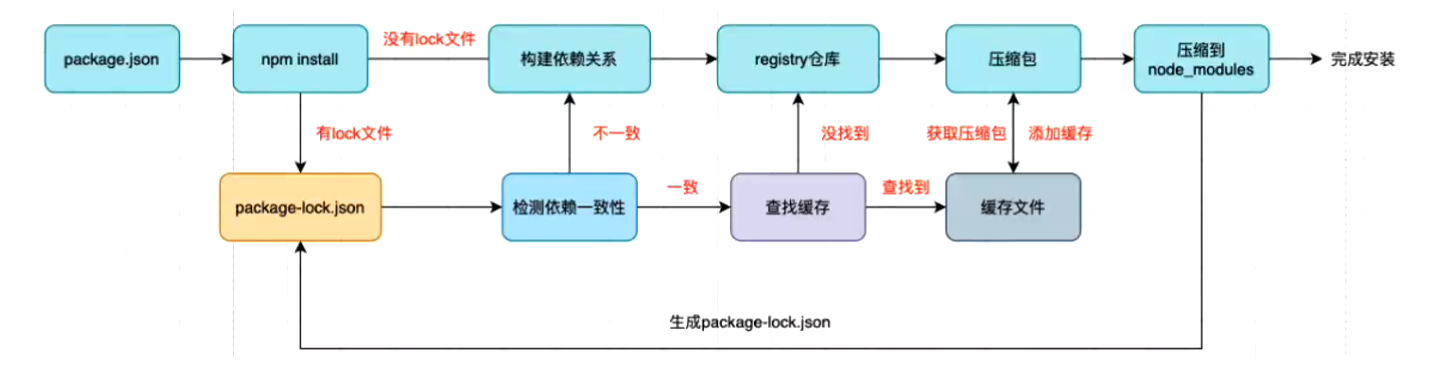 package.json
npm install
没有lock文件
构建依赖关系
registry仓库
压缩包
压缩到
node_modules
完成安装
有lock文件
不一致
没找到
获取压缩包
添加缓存
package-lock.json
检测依赖一致性
一致
查找缓存
查找到
缓存文件
生成package-lock.json